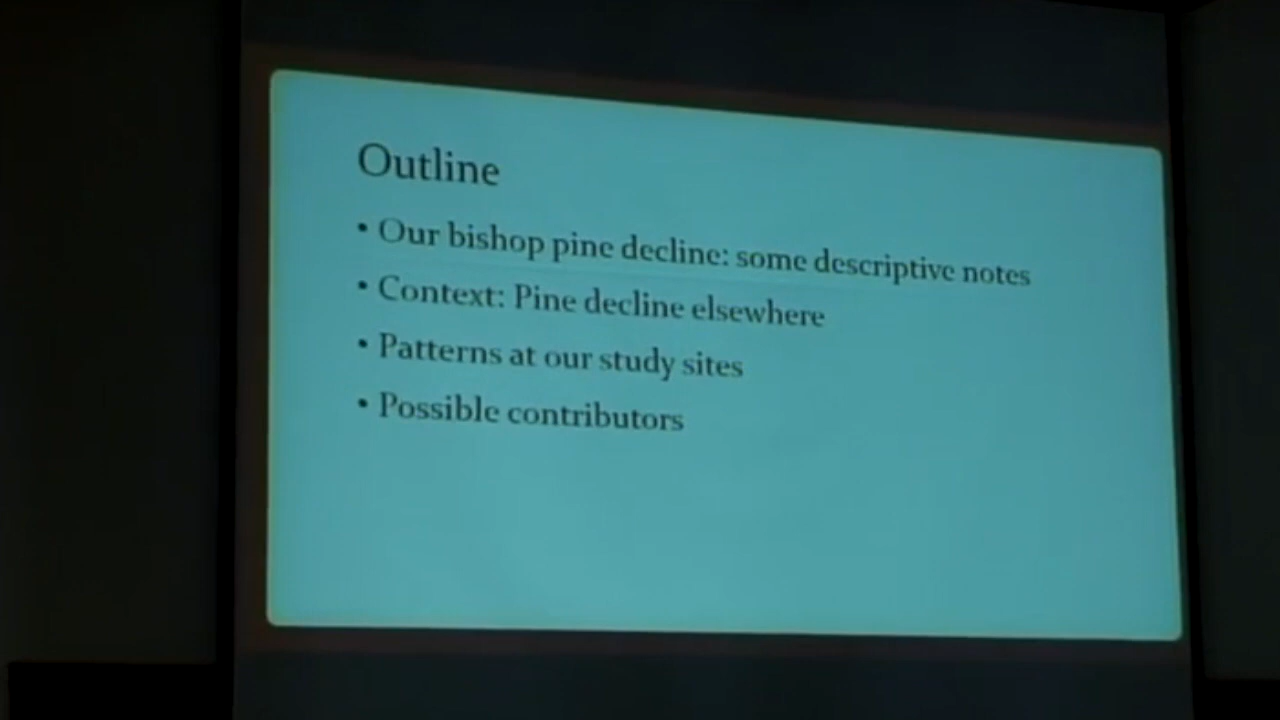 Outline
• Our bishop pine decline: some descriptive notes
• Context: Pine decline elsewhere
• Patterns at our study sites
• Possible contributors